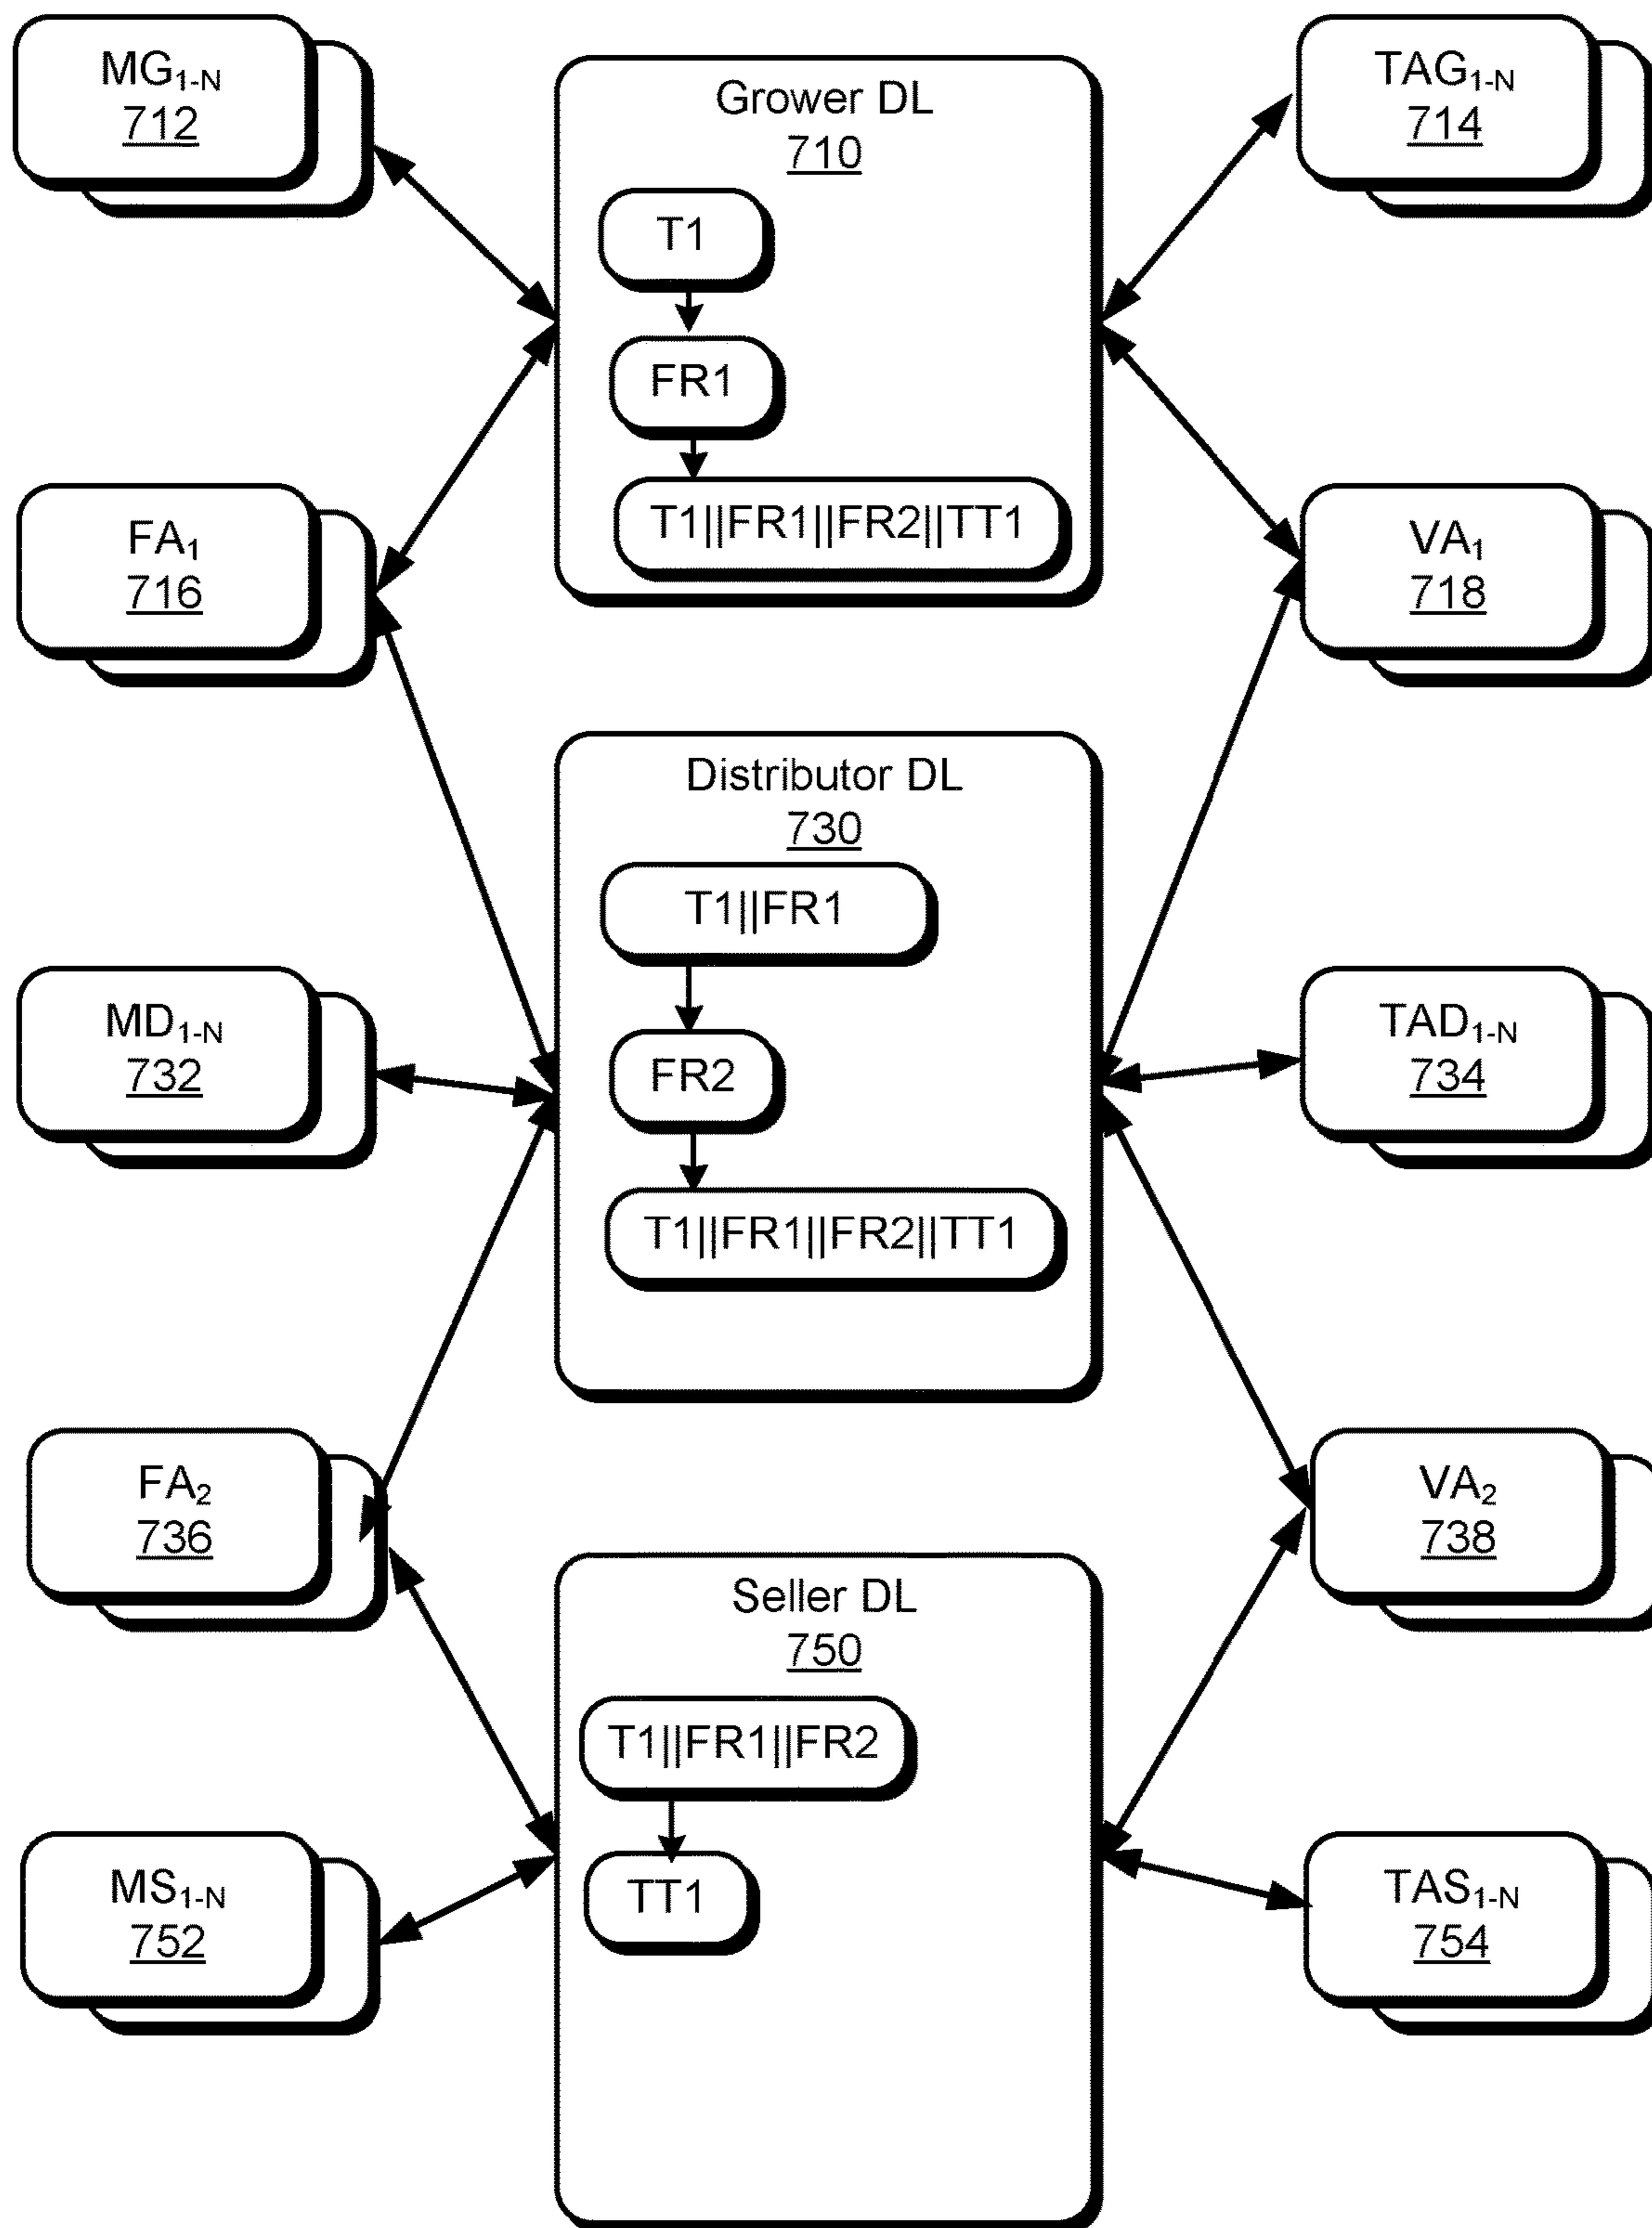 MG1-N
712
Grower DL
710
TAG1-N
714
T1
FR1
T1||FR1||FR2||TT1
FA1
716
VA1
718
Distributor DL
730
T1||FR1
MD1-N
732
FR2
TAD1-N
734
T1||FR1||FR2||TT1
FA2
736
VA2
738
Seller DL
750
T1||FR1||FR2
TT1
MS1-N
752
TAS1-N
754